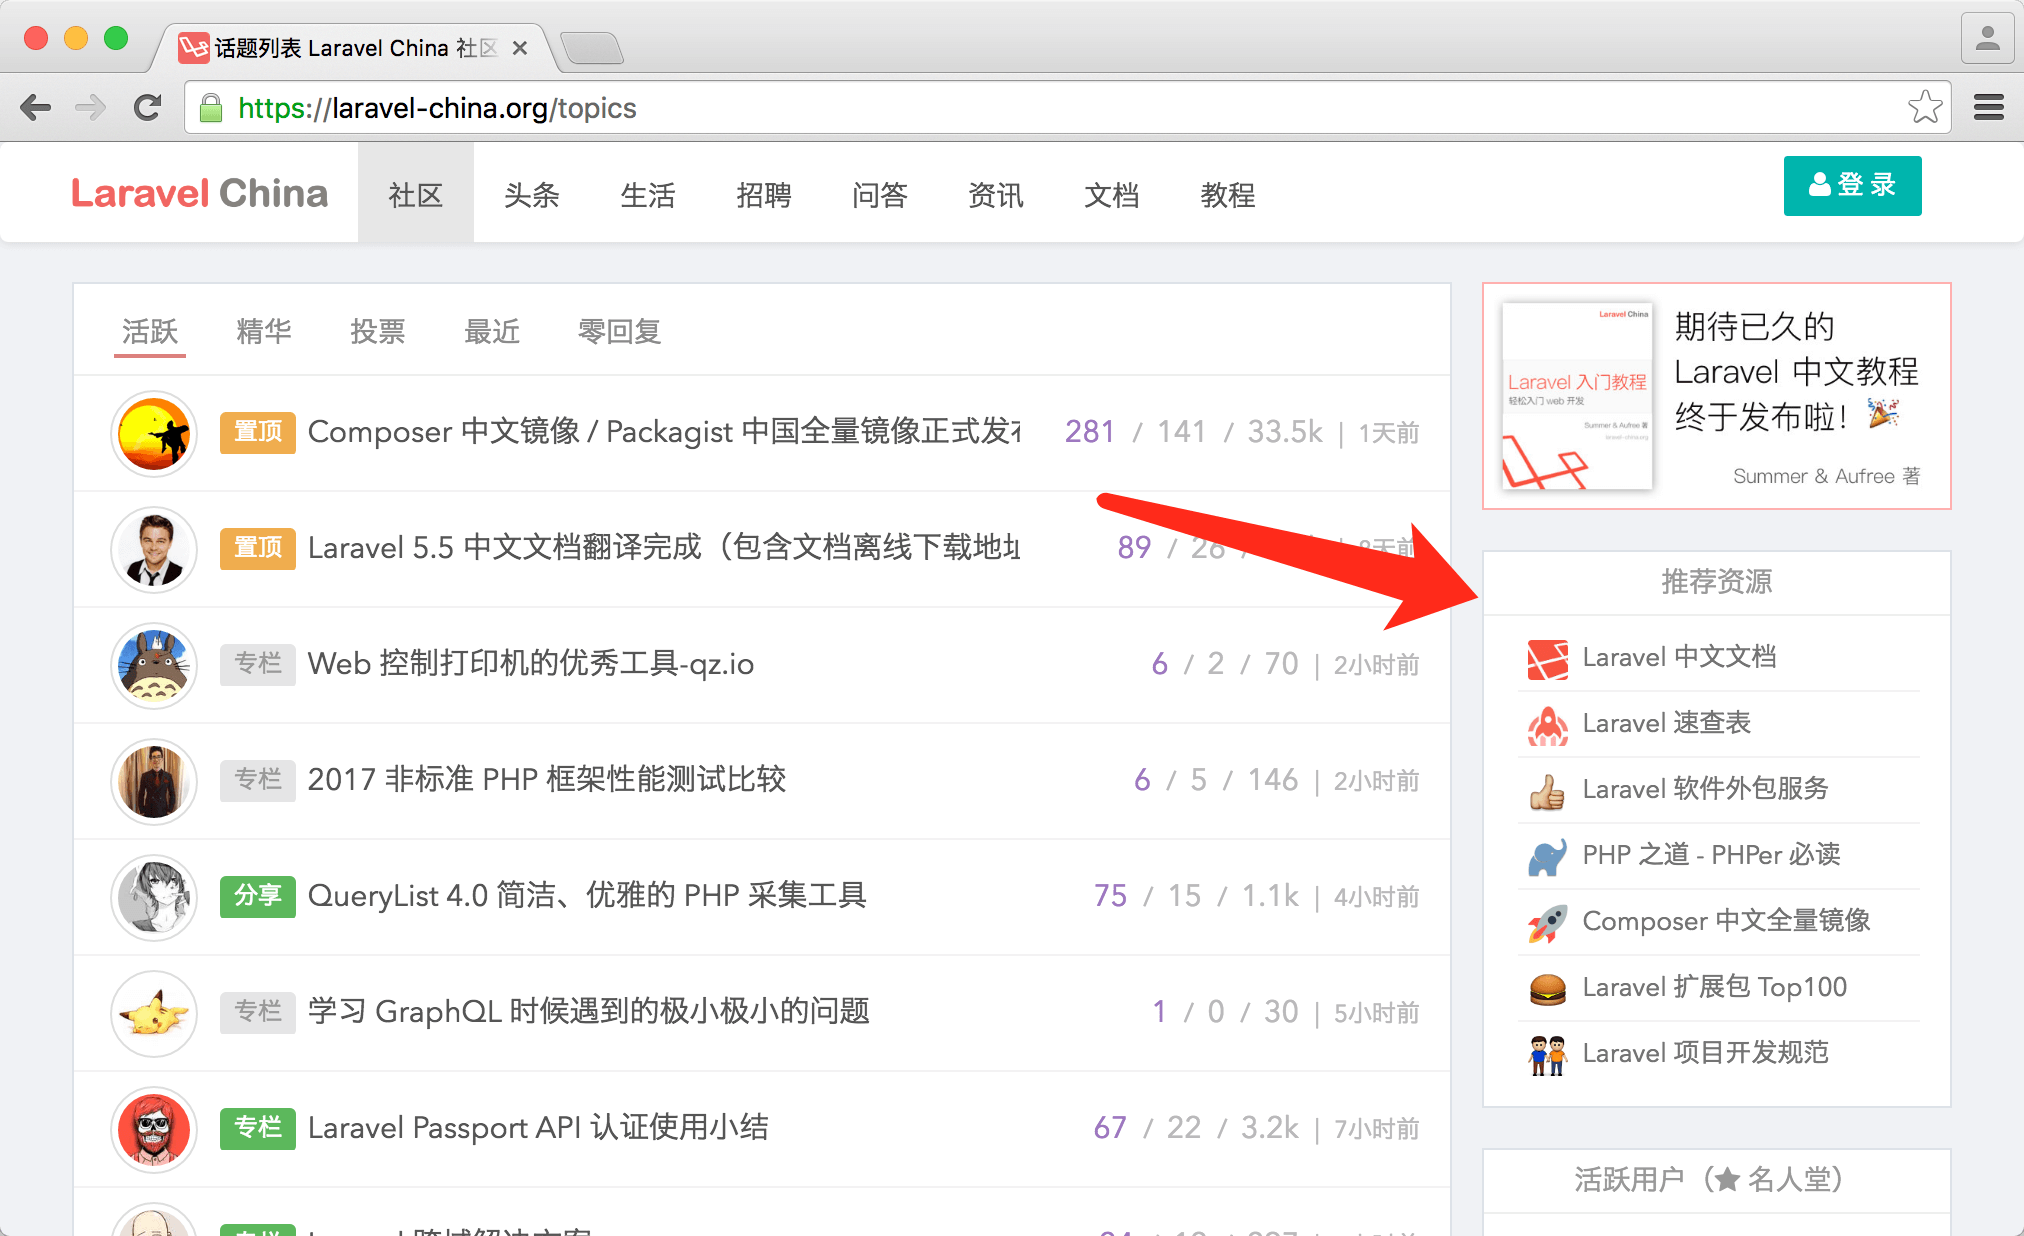 话题列表 Laravel China 社区
https://laravel-china.org/topics
Laravel China
社区 头条 生活 招聘 问答 资讯 文档 教程
登 录
活跃 精华 投票 最近 零回复
置顶 Composer 中文镜像 / Packagist 中国全量镜像正式发布 281 / 141 / 33.5k | 1天前
置顶 Laravel 5.5 中文文档翻译完成（包含文档离线下载地址 89 / 26 /
专栏 Web 控制打印机的优秀工具-qz.io 6 / 2 / 70 | 2小时前
专栏 2017 非标准 PHP 框架性能测试比较 6 / 5 / 146 | 2小时前
分享 QueryList 4.0 简洁、优雅的 PHP 采集工具 75 / 15 / 1.1k | 4小时前
专栏 学习 GraphQL 时候遇到的极小极小的问题 1 / 0 / 30 | 5小时前
专栏 Laravel Passport API 认证使用小结 67 / 22 / 3.2k | 7小时前
Laravel China
Laravel 入门教程
轻松入门 web 开发
Summer & Aufree 著
laravel-china.org
期待已久的
Laravel 中文教程
终于发布啦！
Summer & Aufree 著
推荐资源
Laravel 中文文档
Laravel 速查表
Laravel 软件外包服务
PHP 之道 - PHPer 必读
Composer 中文全量镜像
Laravel 扩展包 Top100
Laravel 项目开发规范
活跃用户（★ 名人堂）